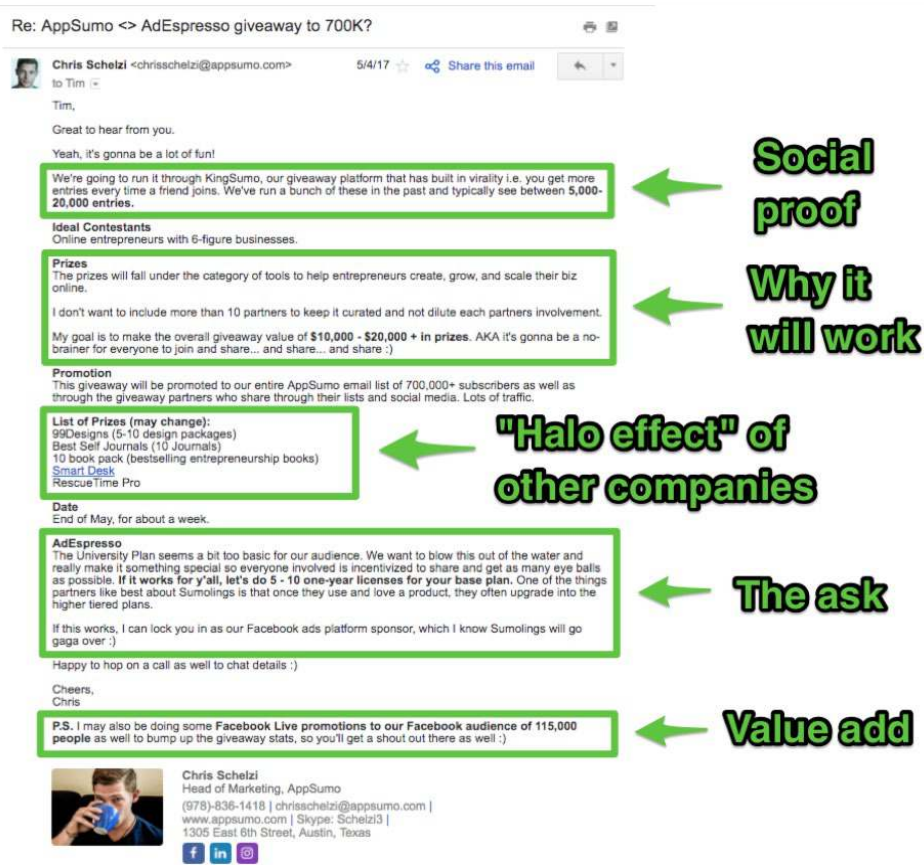 Re: AppSumo <> AdEspresso giveaway to 700K?
Chris Schelzi <chrisschelzi@appsumo.com>
5/4/17
Share this email
to Tim
Tim,
Great to hear from you.
Yeah, it's gonna be a lot of fun!
We're going to run it through KingSumo, our giveaway platform that has built in virality i.e. you get more
entries every time a friend joins. We've run a bunch of these in the past and typically see between 5,000-
20,000 entries.
Social
proof
Ideal Contestants
Online entrepreneurs with 6-figure businesses.
Prizes
The prizes will fall under the category of tools to help entrepreneurs create, grow, and scale their biz
online.
I don't want to include more than 10 partners to keep it curated and not dilute each partners involvement.
My goal is to make the overall giveaway value of $10,000 - $20,000 + in prizes. AKA it's gonna be a no-
brainer for everyone to join and share... and share... and share :)
Why it
will work
Promotion
This giveaway will be promoted to our entire AppSumo email list of 700,000+ subscribers as well as
through the giveaway partners who share through their lists and social media. Lots of traffic.
List of Prizes (may change):
99Designs (5-10 design packages)
Best Self Journals (10 Journals)
10 book pack (bestselling entrepreneurship books)
Smart Desk
RescueTime Pro
"Halo effect" of
other companies
Date
End of May, for about a week.
AdEspresso
The University Plan seems a bit too basic for our audience. We want to blow this out of the water and
really make it something special so everyone involved is incentivized to share and get as many eye balls
as possible. If it works for y'all, let's do 5 - 10 one-year licenses for your base plan. One of the things
partners like best about Sumolings is that once they use and love a product, they often upgrade into the
higher tiered plans.
If this works, I can lock you in as our Facebook ads platform sponsor, which I know Sumolings will go
gaga over :)
The ask
Happy to hop on a call as well to chat details :)
Cheers,
Chris
P.S. I may also be doing some Facebook Live promotions to our Facebook audience of 115,000
people as well to bump up the giveaway stats, so you'll get a shout out there as well :)
Value add
Chris Schelzi
Head of Marketing, AppSumo
(978)-836-1418 | chrisschelzi@appsumo.com |
www.appsumo.com | Skype: Schelzi3 |
1305 East 6th Street, Austin, Texas